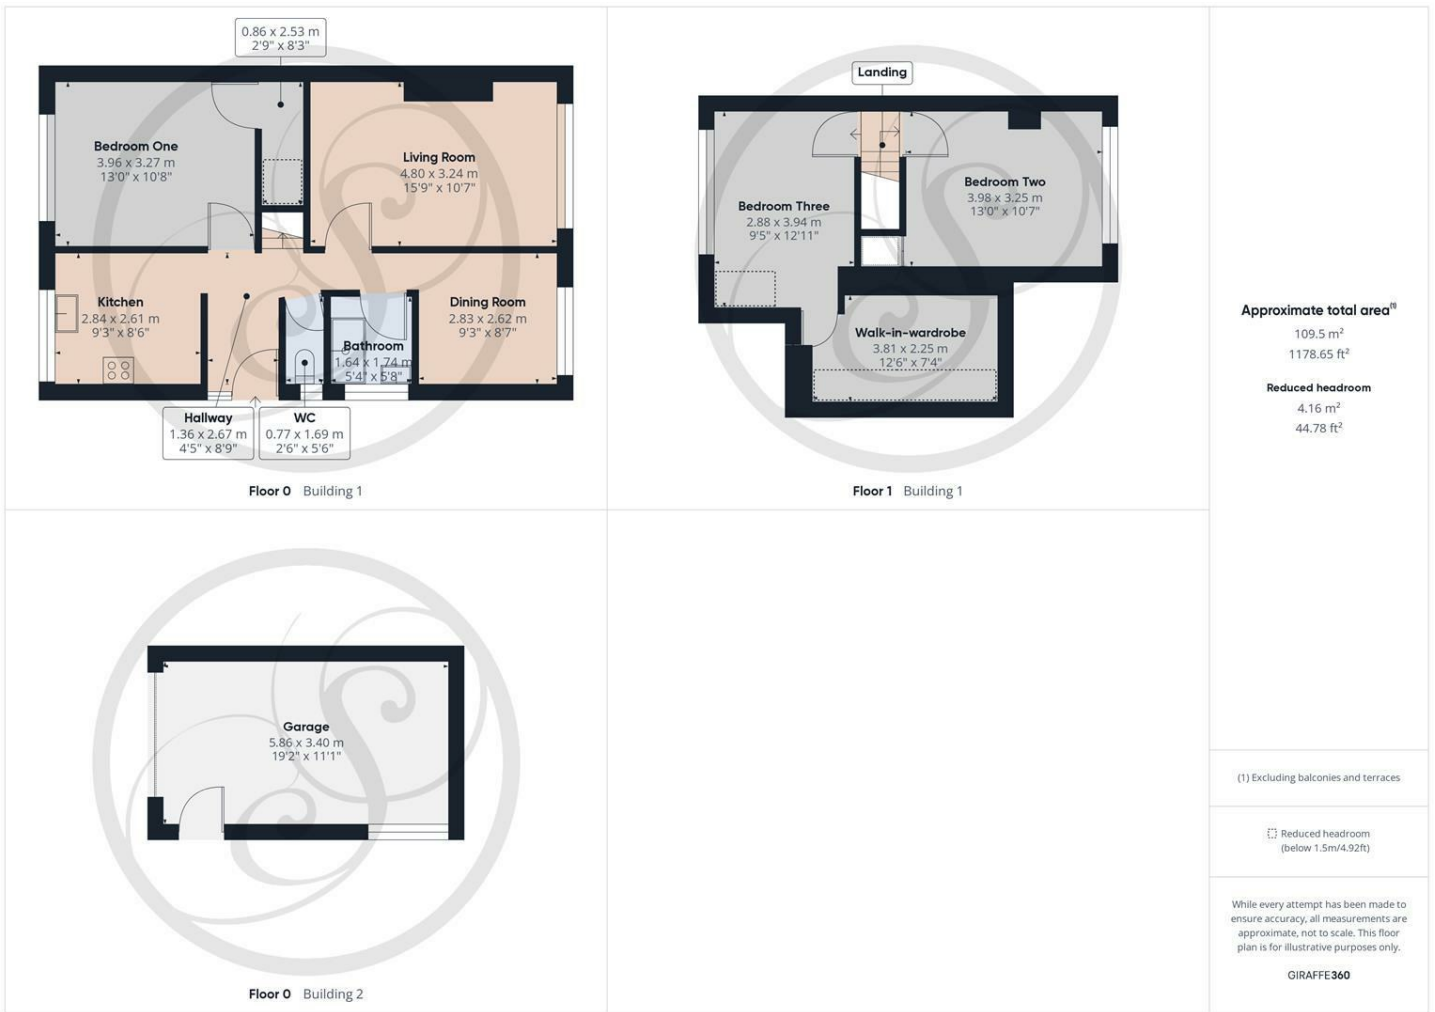 0.86 x 2.53 m
2'9" x 8'3"
Bedroom One
3.96 x 3.27 m
13'0" x 10'8"
Living Room
4.80 x 3.24 m
15'9" x 10'7"
Kitchen
2.84 x 2.61 m
9'3" x 8'6"
Dining Room
2.83 x 2.62 m
9'3" x 8'7"
Bathroom
1.64 x 1.74 m
5'4" x 5'8"
Hallway
1.36 x 2.67 m
4'5" x 8'9"
WC
0.77 x 1.69 m
2'6" x 5'6"
Floor 0 Building 1
Landing
Bedroom Two
3.98 x 3.25 m
13'0" x 10'7"
Bedroom Three
2.88 x 3.94 m
9'5" x 12'11"
Walk-in-wardrobe
3.81 x 2.25 m
12'6" x 7'4"
Floor 1 Building 1
Garage
5.86 x 3.40 m
19'2" x 11'1"
Floor 0 Building 2
Approximate total area(1)
109.5 m²
1178.65 ft²
Reduced headroom
4.16 m²
44.78 ft²
(1) Excluding balconies and terraces
Reduced headroom
(below 1.5m/4.92ft)
While every attempt has been made to
ensure accuracy, all measurements are
approximate, not to scale. This floor
plan is for illustrative purposes only.
GIRAFFE360